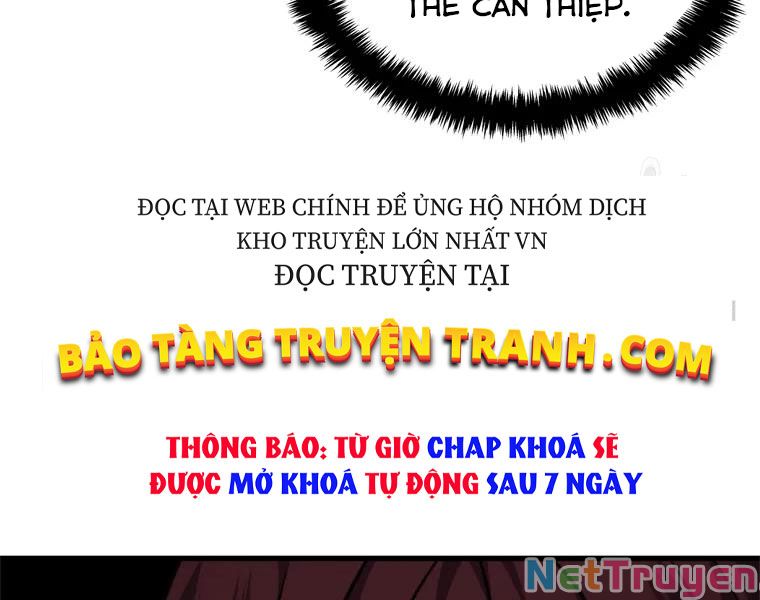 THỂ CAN THIỆP.
ĐỌC TẠI WEB CHÍNH ĐỂ ỦNG HỘ NHÓM DỊCH
KHO TRUYỆN LỚN NHẤT VN
ĐỌC TRUYỆN TẠI
BẢO TÀNG TRUYỆN TRANH.COM
THÔNG BÁO: TỪ GIỜ CHAP KHOÁ SẼ
ĐƯỢC MỞ KHOÁ TỰ ĐỘNG SAU 7 NGÀY
NetTruyen